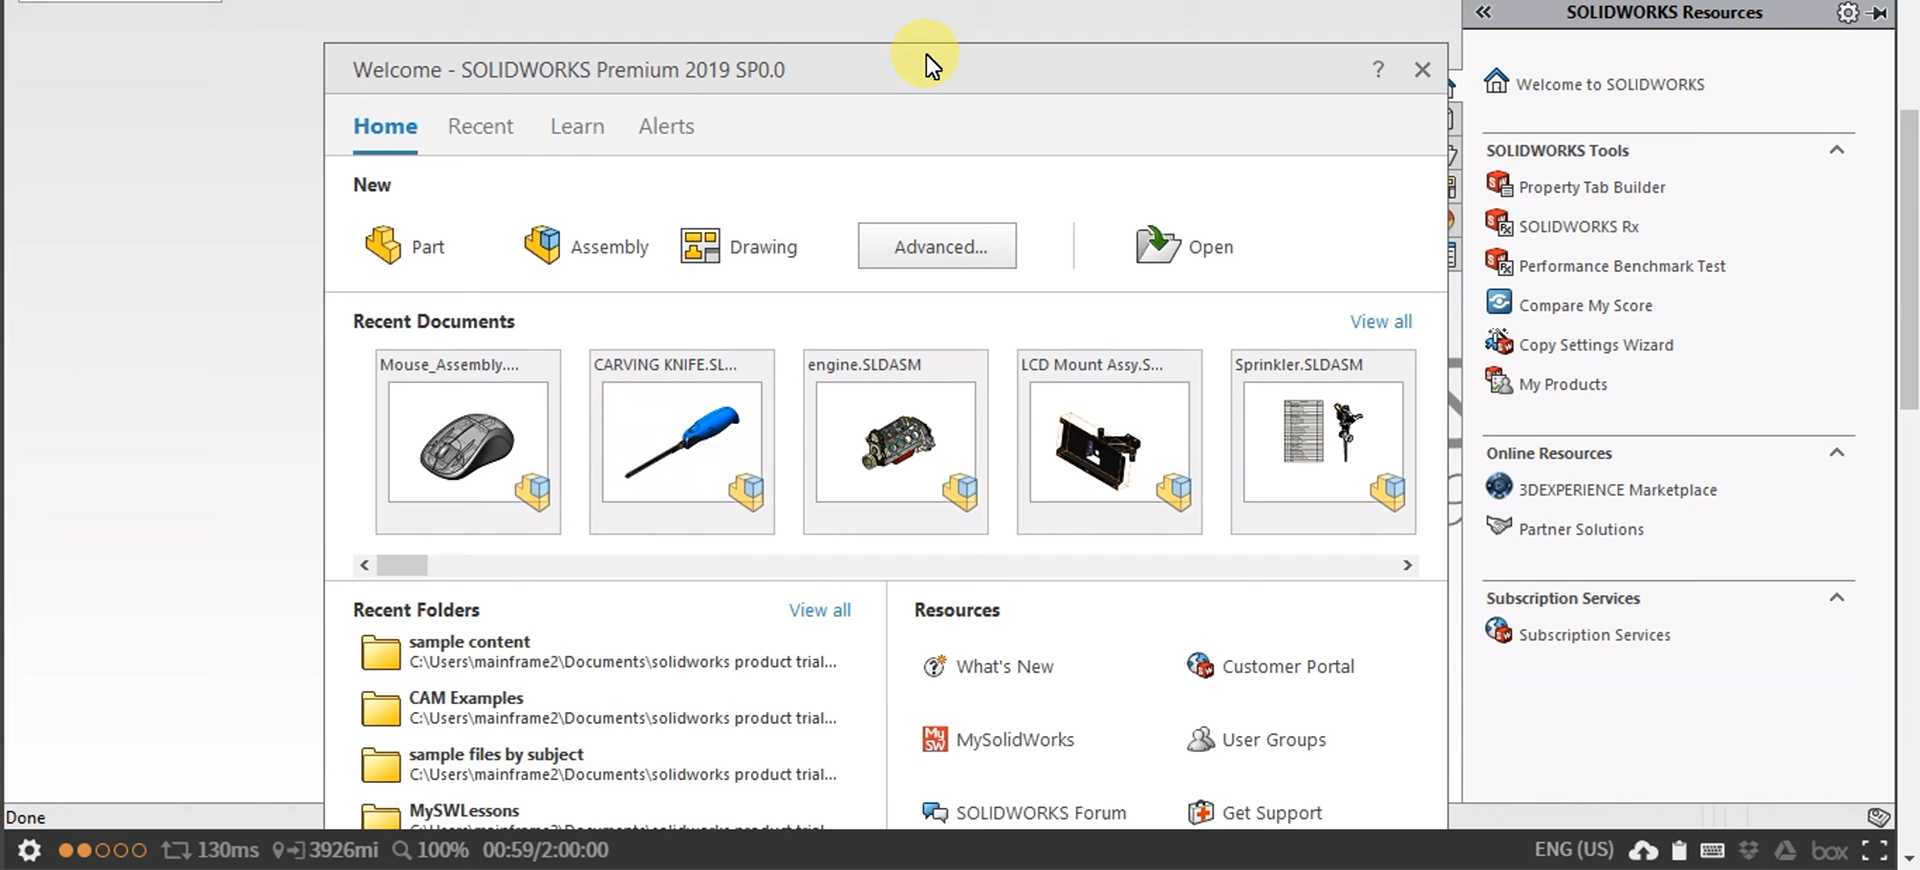 SOLIDWORKS Resources
Welcome - SOLIDWORKS Premium 2019 SP0.0
Home Recent Learn Alerts
New
Part Assembly Drawing Advanced... Open
Recent Documents View all
Mouse_Assembly.... CARVING KNIFE.SL... engine.SLDASM LCD Mount Assy.S... Sprinkler.SLDASM
Recent Folders View all
sample content
C:\Users\mainframe2\Documents\solidworks product trial...
CAM Examples
C:\Users\mainframe2\Documents\solidworks product trial...
sample files by subject
C:\Users\mainframe2\Documents\solidworks product trial...
MySWLessons
Resources
What's New Customer Portal
MySolidWorks User Groups
SOLIDWORKS Forum Get Support
Welcome to SOLIDWORKS
SOLIDWORKS Tools
Property Tab Builder
SOLIDWORKS Rx
Performance Benchmark Test
Compare My Score
Copy Settings Wizard
My Products
Online Resources
3DEXPERIENCE Marketplace
Partner Solutions
Subscription Services
Subscription Services
Done
130ms 3926mi 100% 00:59/2:00:00 ENG (US) box